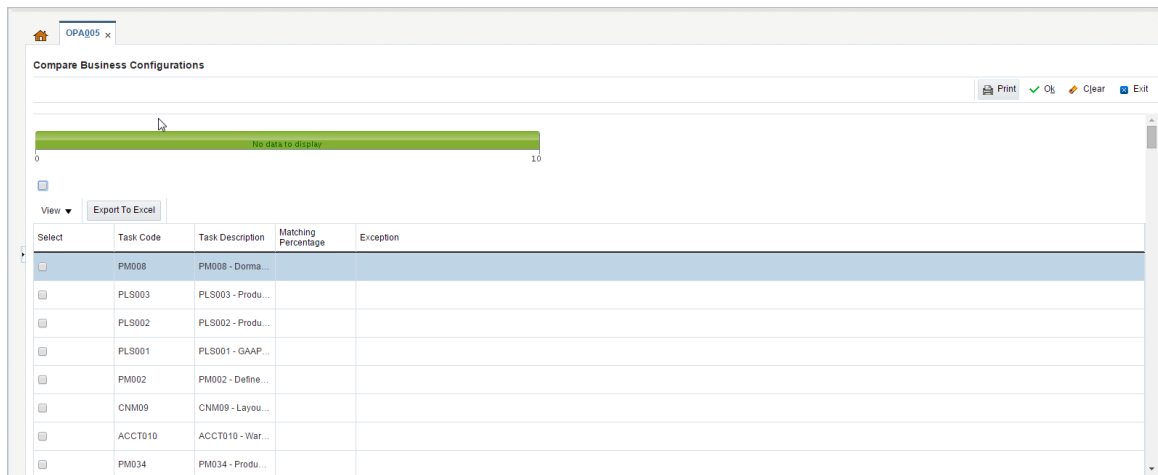 OPA005 x
Compare Business Configurations
Print Ok Clear Exit
No data to display
0 10
View Export To Excel
Select Task Code Task Description Matching Percentage Exception
PM008 PM008 - Dorma...
PLS003 PLS003 - Produ...
PLS002 PLS002 - Produ...
PLS001 PLS001 - GAAP...
PM002 PM002 - Define...
CNM09 CNM09 - Layou...
ACCT010 ACCT010 - War...
PM034 PM034 - Produ...